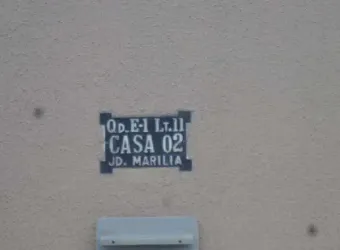 QD. E-1 LT. 11
CASA 02
JD. MARILIA